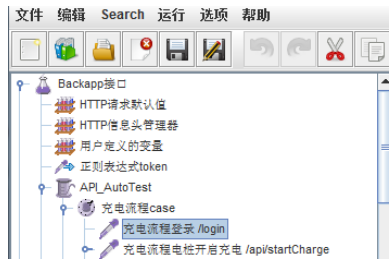 文件 编辑 Search 运行 选项 帮助
Backapp接口
HTTP请求默认值
HTTP信息头管理器
用户定义的变量
正则表达式token
API_AutoTest
充电流程case
充电流程登录 /login
充电流程电桩开启充电 /api/startCharge